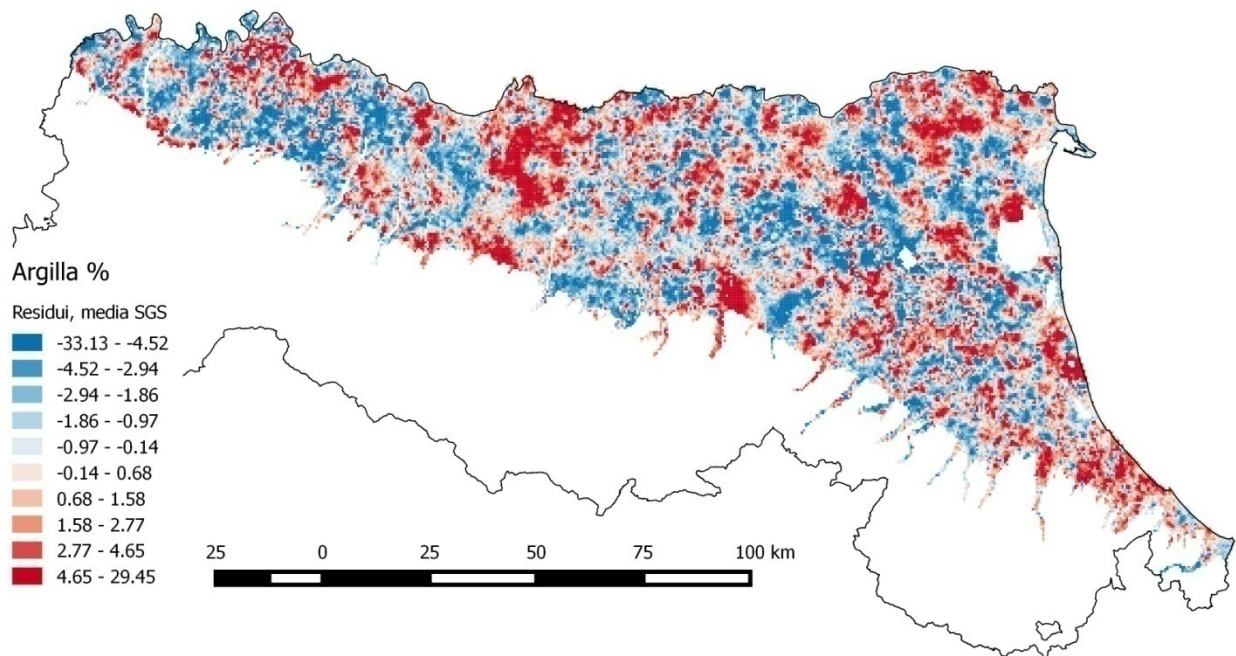 Argilla %
Residui, media SGS
-33.13 - -4.52
-4.52 - -2.94
-2.94 - -1.86
-1.86 - -0.97
-0.97 - -0.14
-0.14 - 0.68
0.68 - 1.58
1.58 - 2.77
2.77 - 4.65
4.65 - 29.45
25 0 25 50 75 100 km